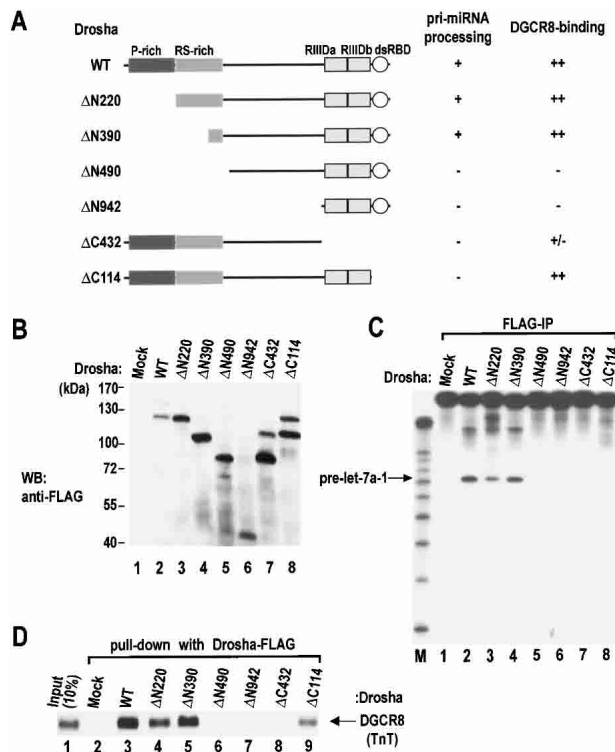 A
Drosha
pri-miRNA processing
DGCR8-binding
P-rich RS-rich RIIIDa RIIIDb dsRBD
WT + ++
ΔN220 + ++
ΔN390 + ++
ΔN490 - -
ΔN942 - -
ΔC432 - +/-
ΔC114 - ++
B
Drosha: Mock WT ΔN220 ΔN390 ΔN490 ΔN942 ΔC432 ΔC114
(kDa)
170
130
100
72
55
40
WB:
anti-FLAG
1 2 3 4 5 6 7 8
C
FLAG-IP
Drosha: Mock WT ΔN220 ΔN390 ΔN490 ΔN942 ΔC432 ΔC114
pre-let-7a-1
M 1 2 3 4 5 6 7 8
D
pull-down with Drosha-FLAG
Input (10%) Mock WT ΔN220 ΔN390 ΔN490 ΔN942 ΔC432 ΔC114 :Drosha
DGCR8
(TnT)
1 2 3 4 5 6 7 8 9